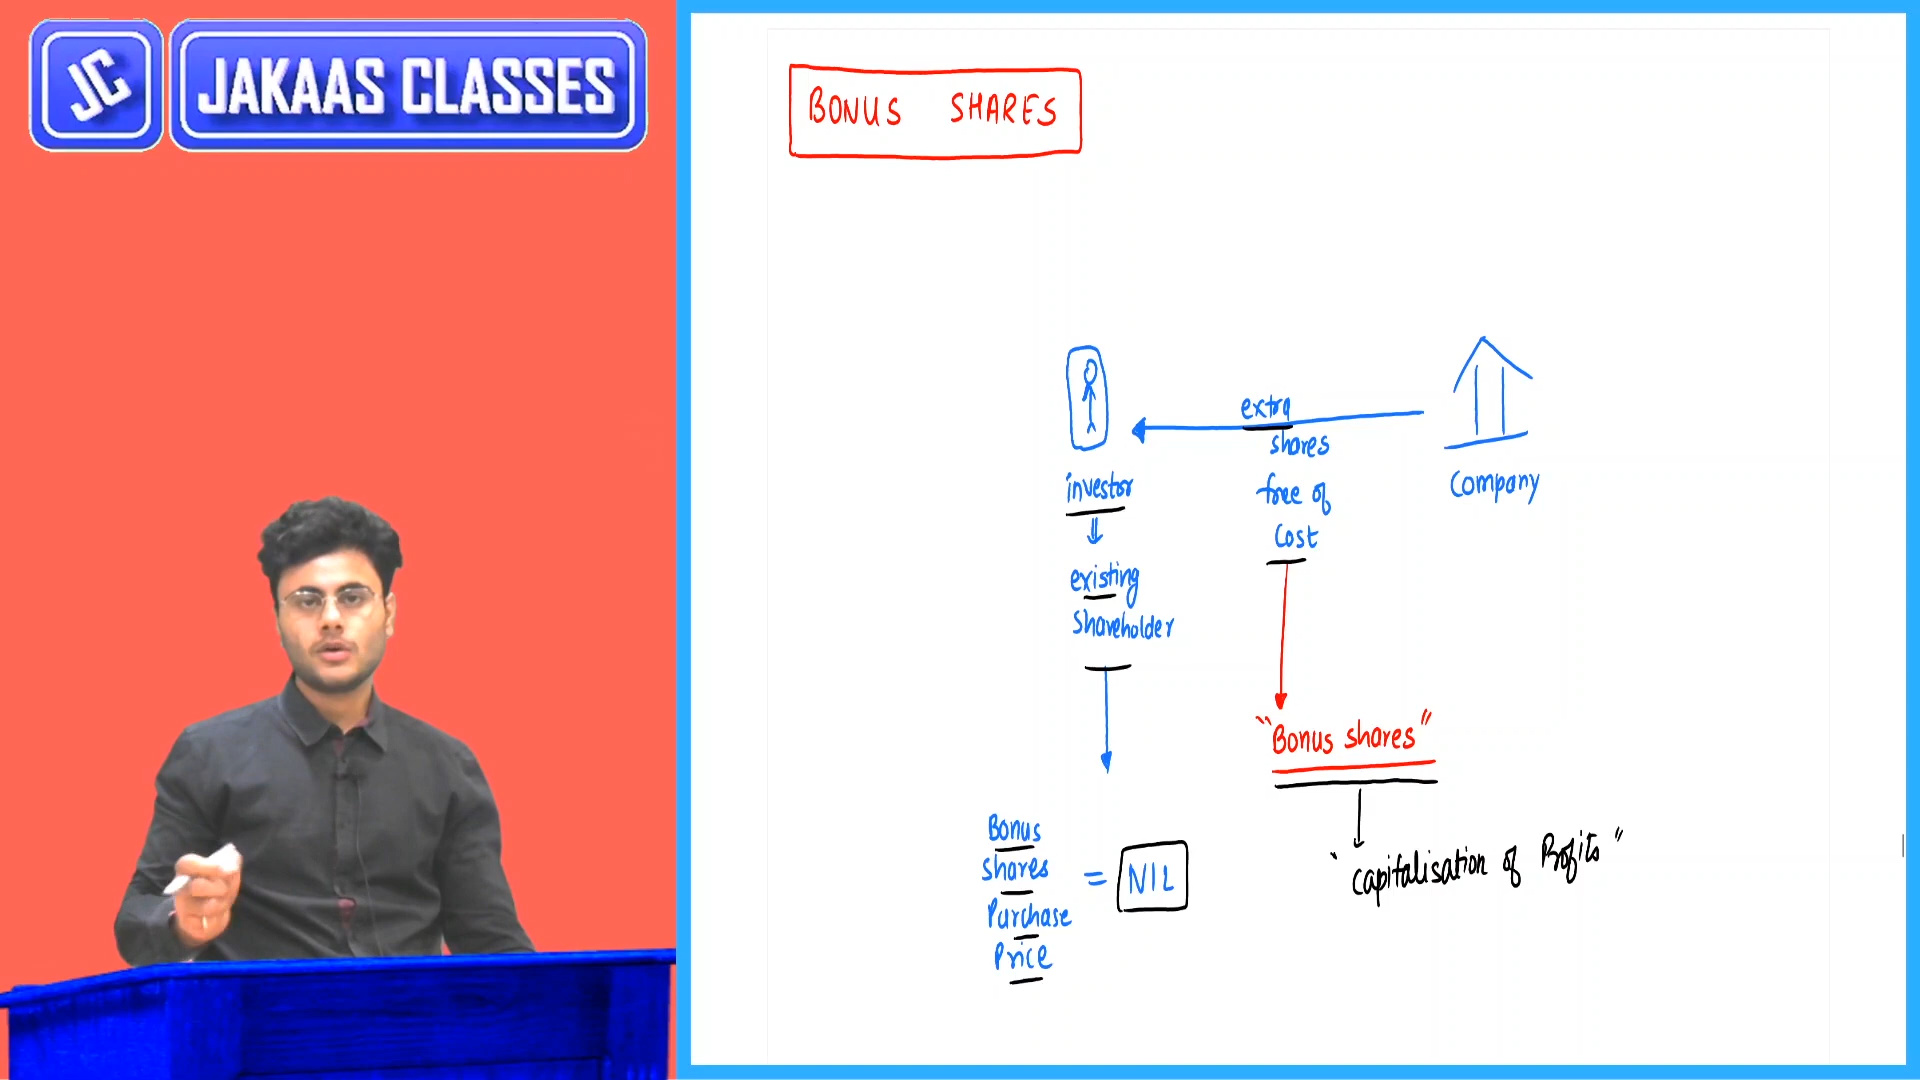 JC JAKAAS CLASSES
BONUS SHARES
extra
shares
free of
Cost
investor
existing
Shareholder
Company
"Bonus shares"
"Capitalisation of Profits"
Bonus
shares
Purchase
Price
= NIL